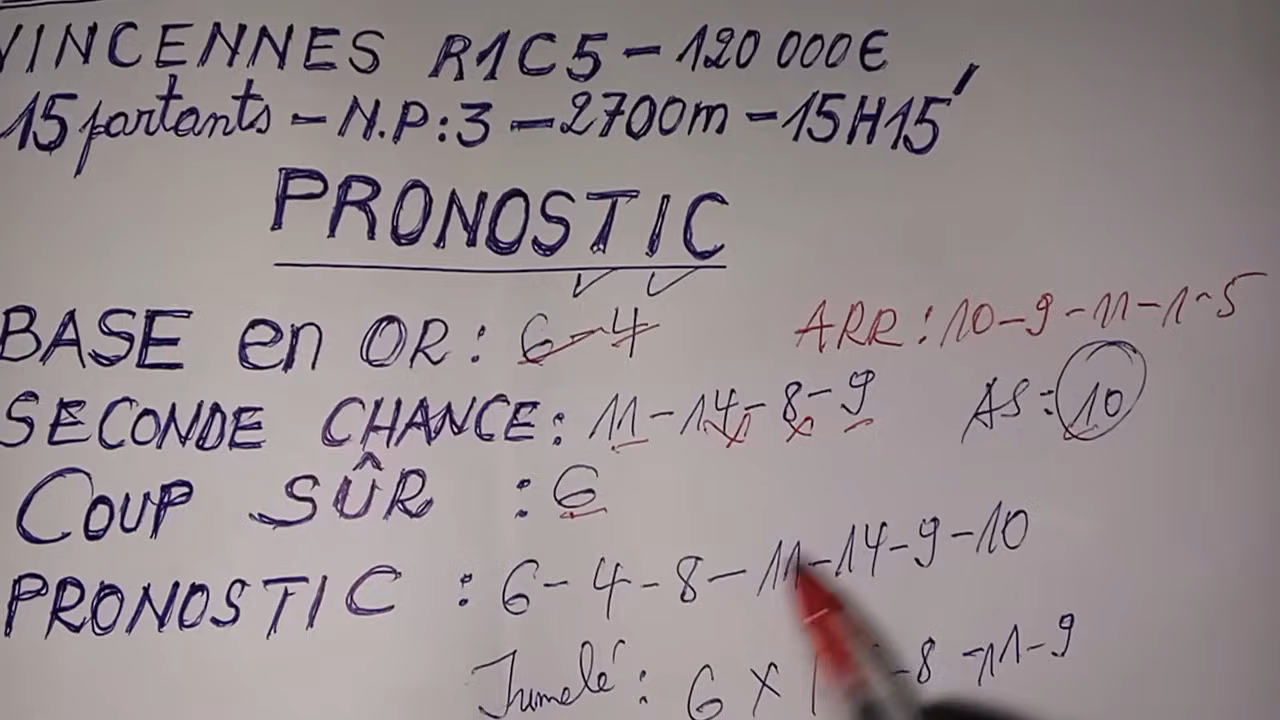 VINCENNES R1C5 - 120 000€
15 partants - N.P:3 - 2700m - 15H15'
PRONOSTIC
BASE en OR : 6-4
ARR : 10-9-11-1-5
SECONDE CHANCE : 11-14-8-9
AS : 10
COUP SÛR : 6
PRONOSTIC : 6-4-8-11-14-9-10
Jumelé : 6 X -8-11-9